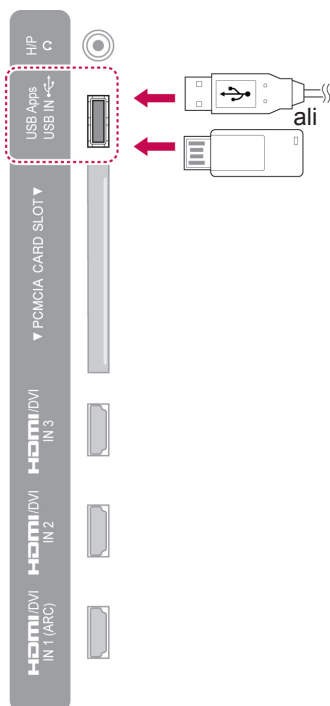 H/P
USB Apps
USB IN
ali
▼ PCMCIA CARD SLOT ▼
HDMI/DVI
IN 3
HDMI/DVI
IN 2
HDMI/DVI
IN 1 (ARC)